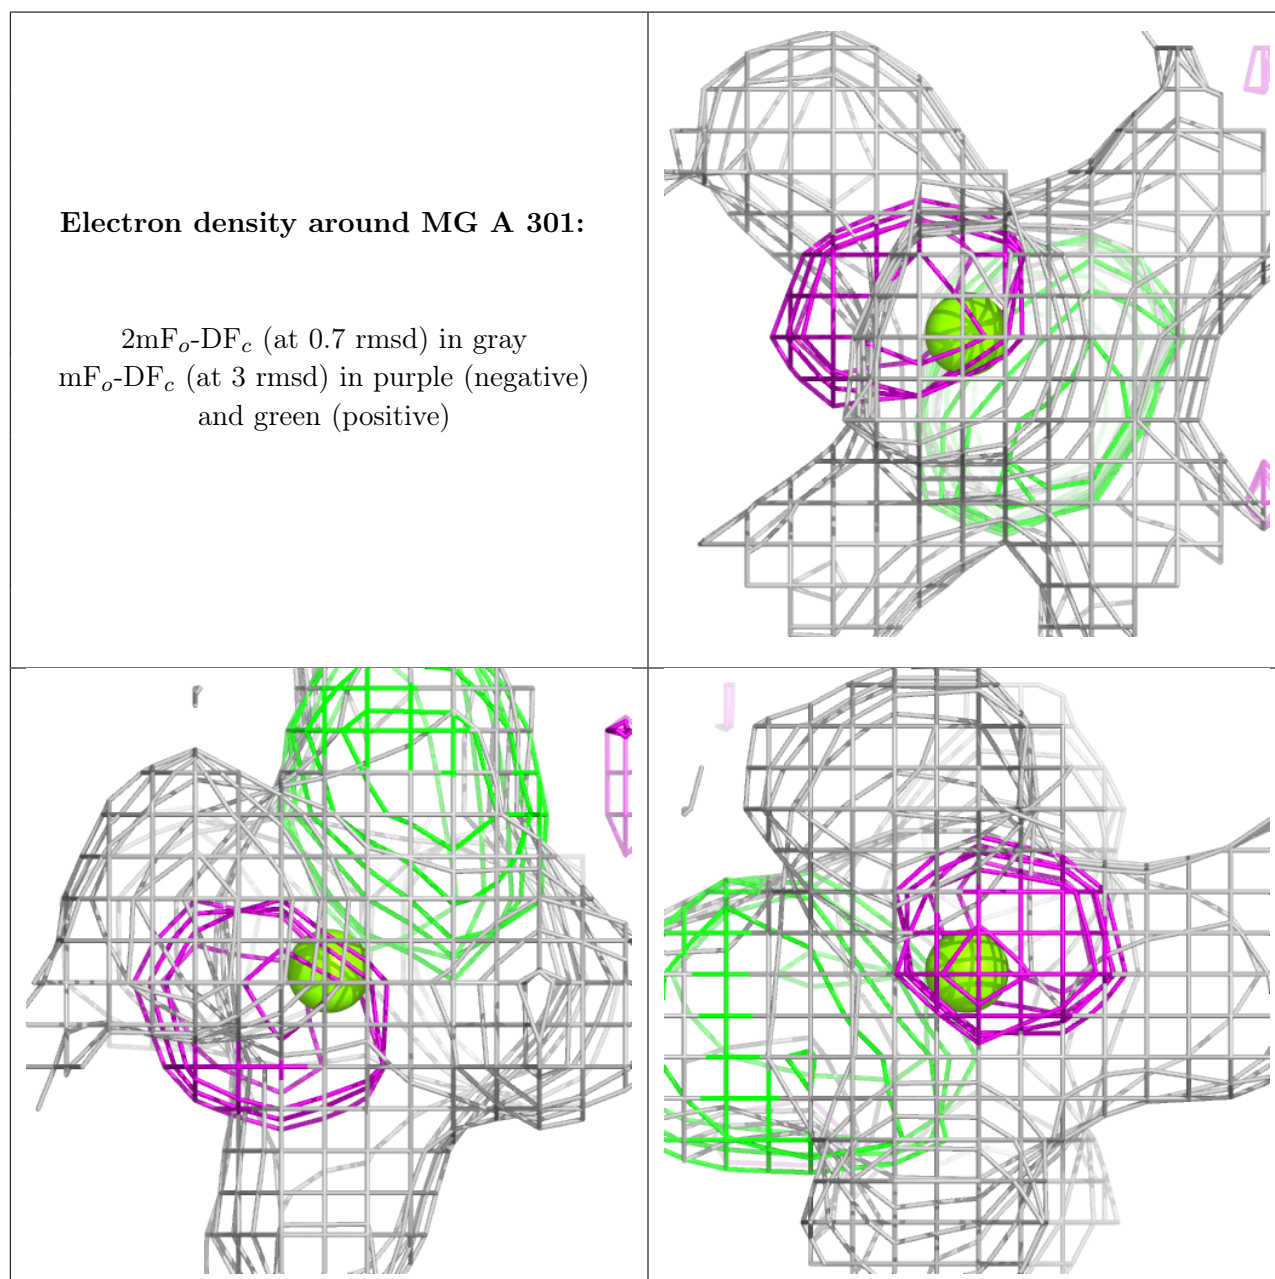 Electron density around MG A 301:
2mFo-DFc (at 0.7 rmsd) in gray
mFo-DFc (at 3 rmsd) in purple (negative)
and green (positive)